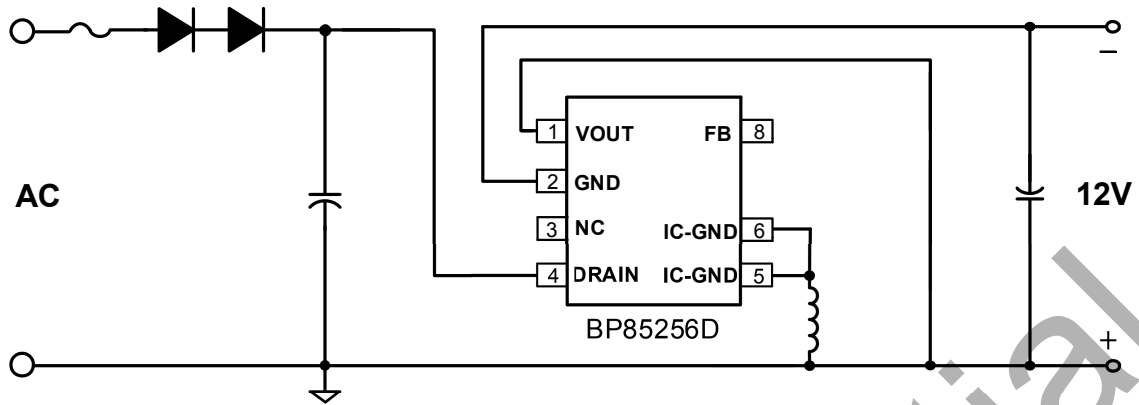 AC
1 VOUT
2 GND
3 NC
4 DRAIN
FB 8
IC-GND 6
IC-GND 5
BP85256D
−
12V
+